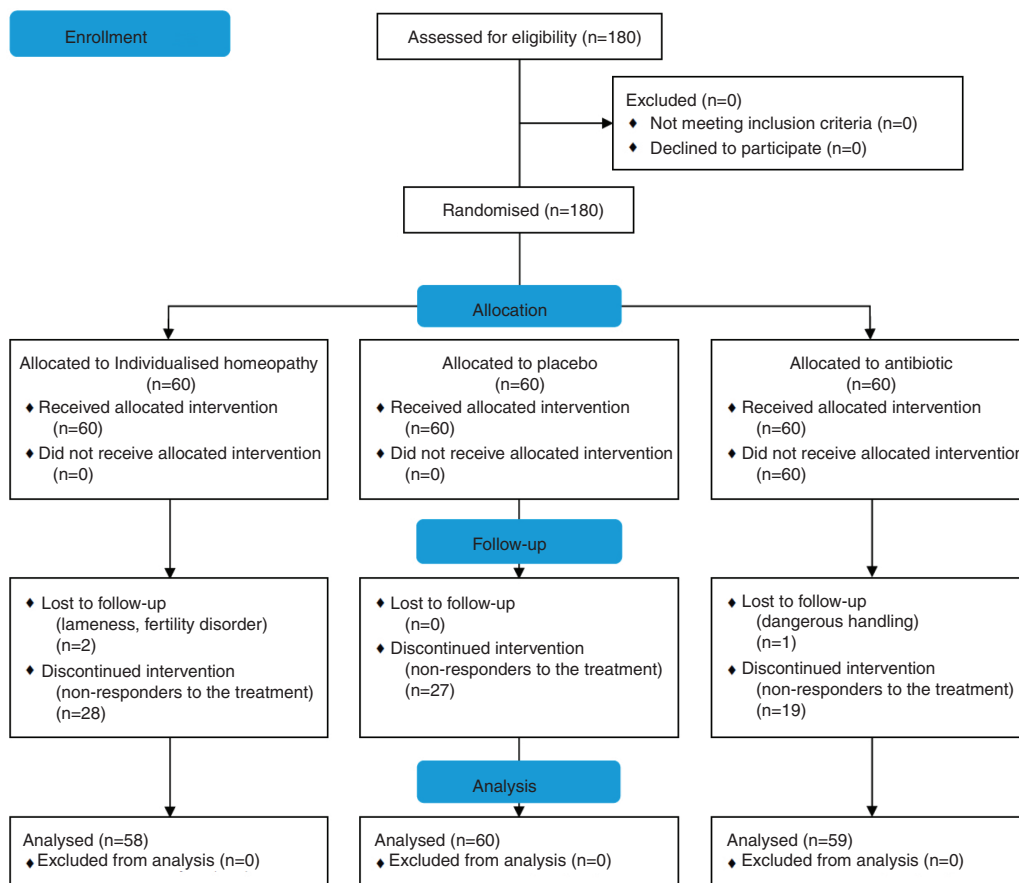 Enrollment
Assessed for eligibility (n=180)
Excluded (n=0)
♦ Not meeting inclusion criteria (n=0)
♦ Declined to participate (n=0)
Randomised (n=180)
Allocation
Allocated to Individualised homeopathy
(n=60)
♦ Received allocated intervention
(n=60)
♦ Did not receive allocated intervention
(n=0)
Allocated to placebo
(n=60)
♦ Received allocated intervention
(n=60)
♦ Did not receive allocated intervention
(n=0)
Allocated to antibiotic
(n=60)
♦ Received allocated intervention
(n=60)
♦ Did not receive allocated intervention
(n=60)
Follow-up
♦ Lost to follow-up
(lameness, fertility disorder)
(n=2)
♦ Discontinued intervention
(non-responders to the treatment)
(n=28)
♦ Lost to follow-up
(n=0)
♦ Discontinued intervention
(non-responders to the treatment)
(n=27)
♦ Lost to follow-up
(dangerous handling)
(n=1)
♦ Discontinued intervention
(non-responders to the treatment)
(n=19)
Analysis
Analysed (n=58)
♦ Excluded from analysis (n=0)
Analysed (n=60)
♦ Excluded from analysis (n=0)
Analysed (n=59)
♦ Excluded from analysis (n=0)